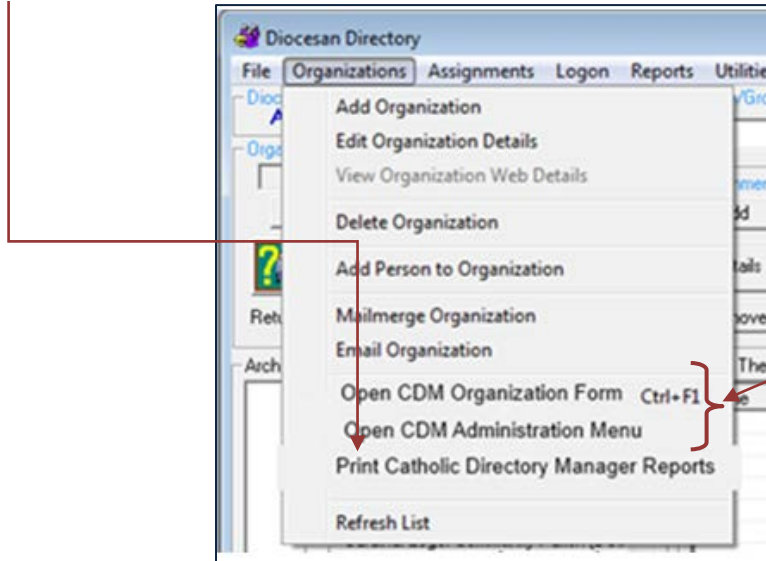 Diocesan Directory
File Organizations Assignments Logon Reports
Add Organization
Edit Organization Details
View Organization Web Details
Delete Organization
Add Person to Organization
Mailmerge Organization
Email Organization
Open CDM Organization Form Ctrl+F1
Open CDM Administration Menu
Print Catholic Directory Manager Reports
Refresh List